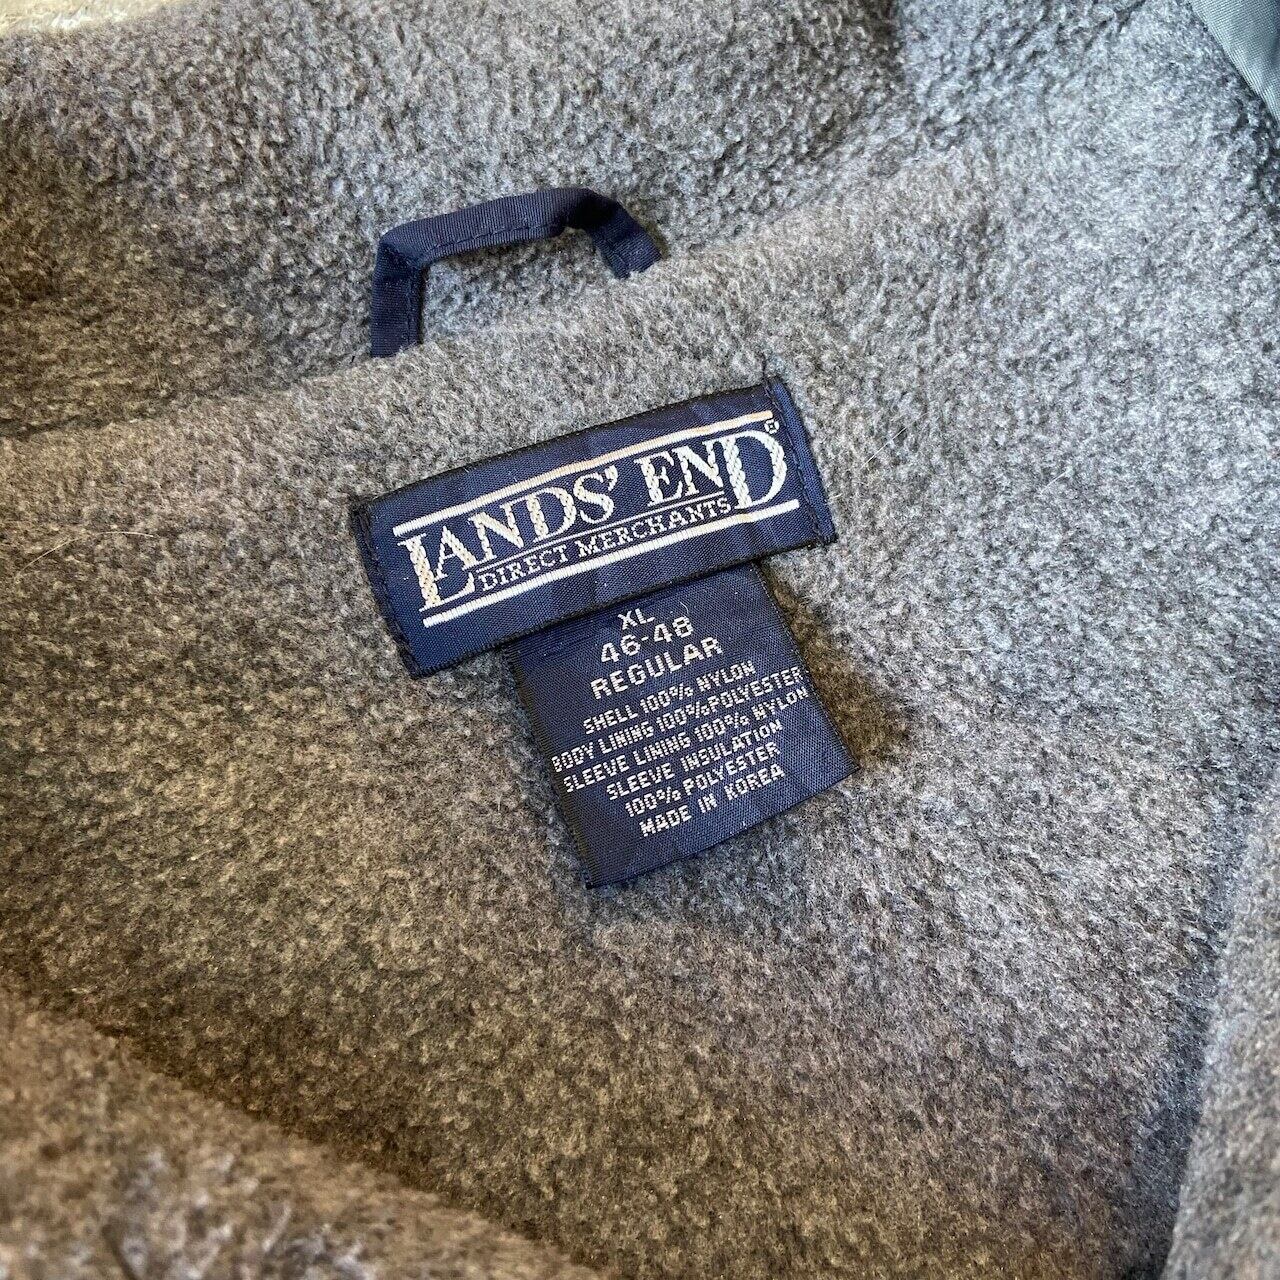 LANDS' END®
DIRECT MERCHANTS
XL
46-48
REGULAR
SHELL 100% NYLON
BODY LINING 100% POLYESTER
SLEEVE LINING 100% NYLON
SLEEVE INSULATION
100% POLYESTER
MADE IN KOREA